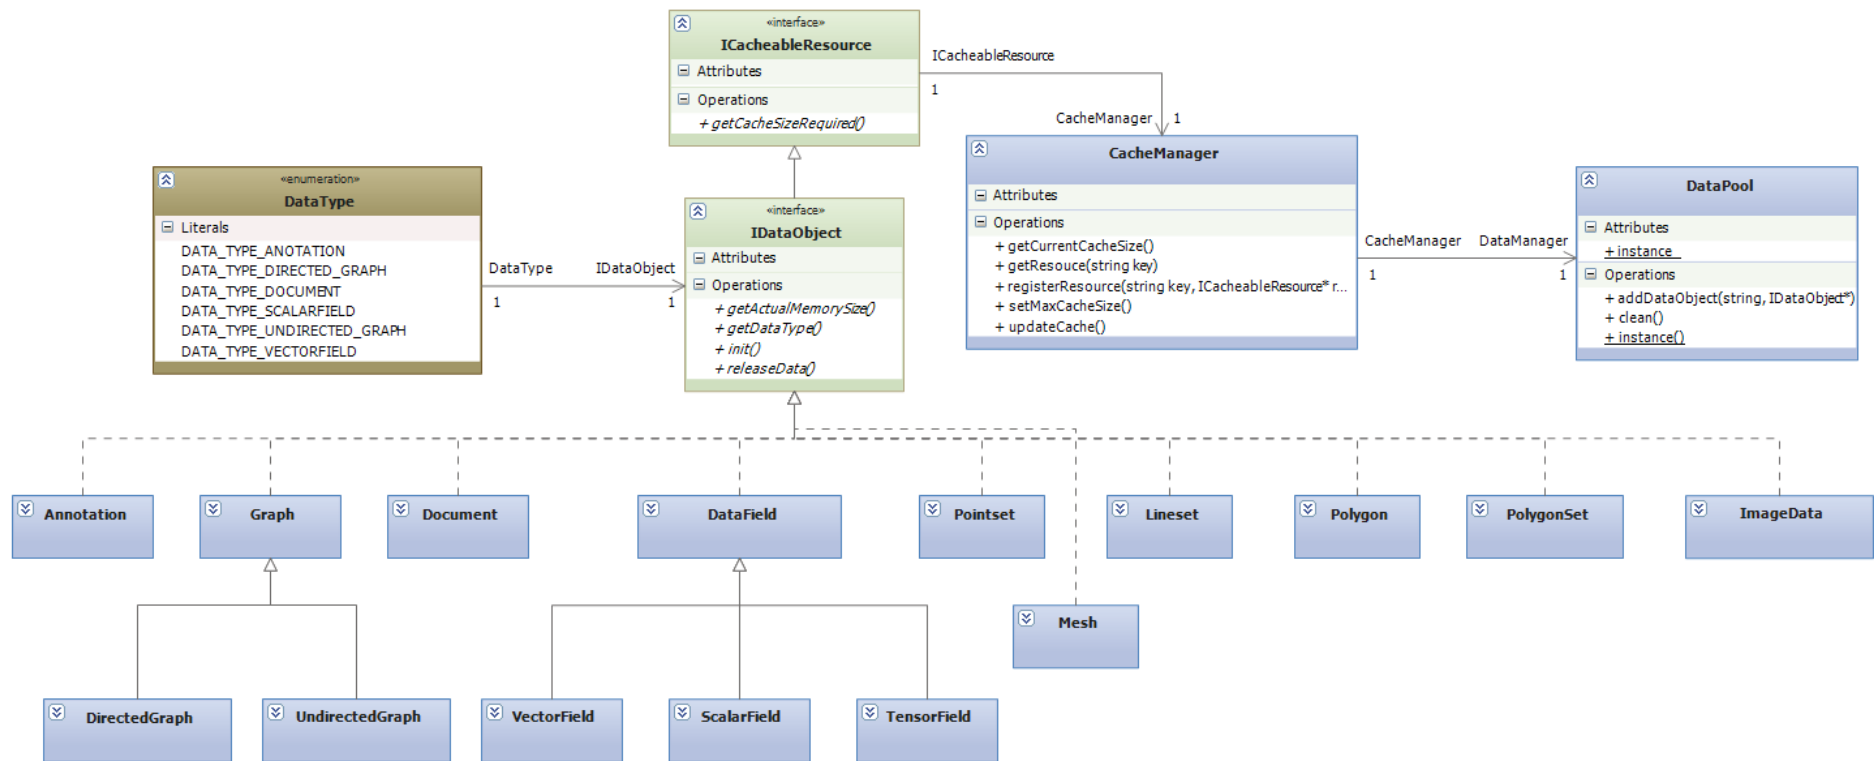 «interface»
ICacheableResource
Attributes
Operations
+ getCacheSizeRequired()
ICacheableResource
1
CacheManager
1
«enumeration»
DataType
Literals
DATA_TYPE_ANOTATION
DATA_TYPE_DIRECTED_GRAPH
DATA_TYPE_DOCUMENT
DATA_TYPE_SCALARFIELD
DATA_TYPE_UNDIRECTED_GRAPH
DATA_TYPE_VECTORFIELD
DataType
1
IDataObject
1
«interface»
IDataObject
Attributes
Operations
+ getActualMemorySize()
+ getDataType()
+ init()
+ releaseData()
CacheManager
Attributes
Operations
+ getCurrentCacheSize()
+ getResouce(string key)
+ registerResource(string key, ICacheableResource* r...
+ setMaxCacheSize()
+ updateCache()
CacheManager
1
DataManager
1
DataPool
Attributes
+ instance
Operations
+ addDataObject(string, IDataObject*)
+ clean()
+ instance()
Annotation
Graph
Document
DataField
Pointset
Lineset
Polygon
PolygonSet
ImageData
Mesh
DirectedGraph
UndirectedGraph
VectorField
ScalarField
TensorField